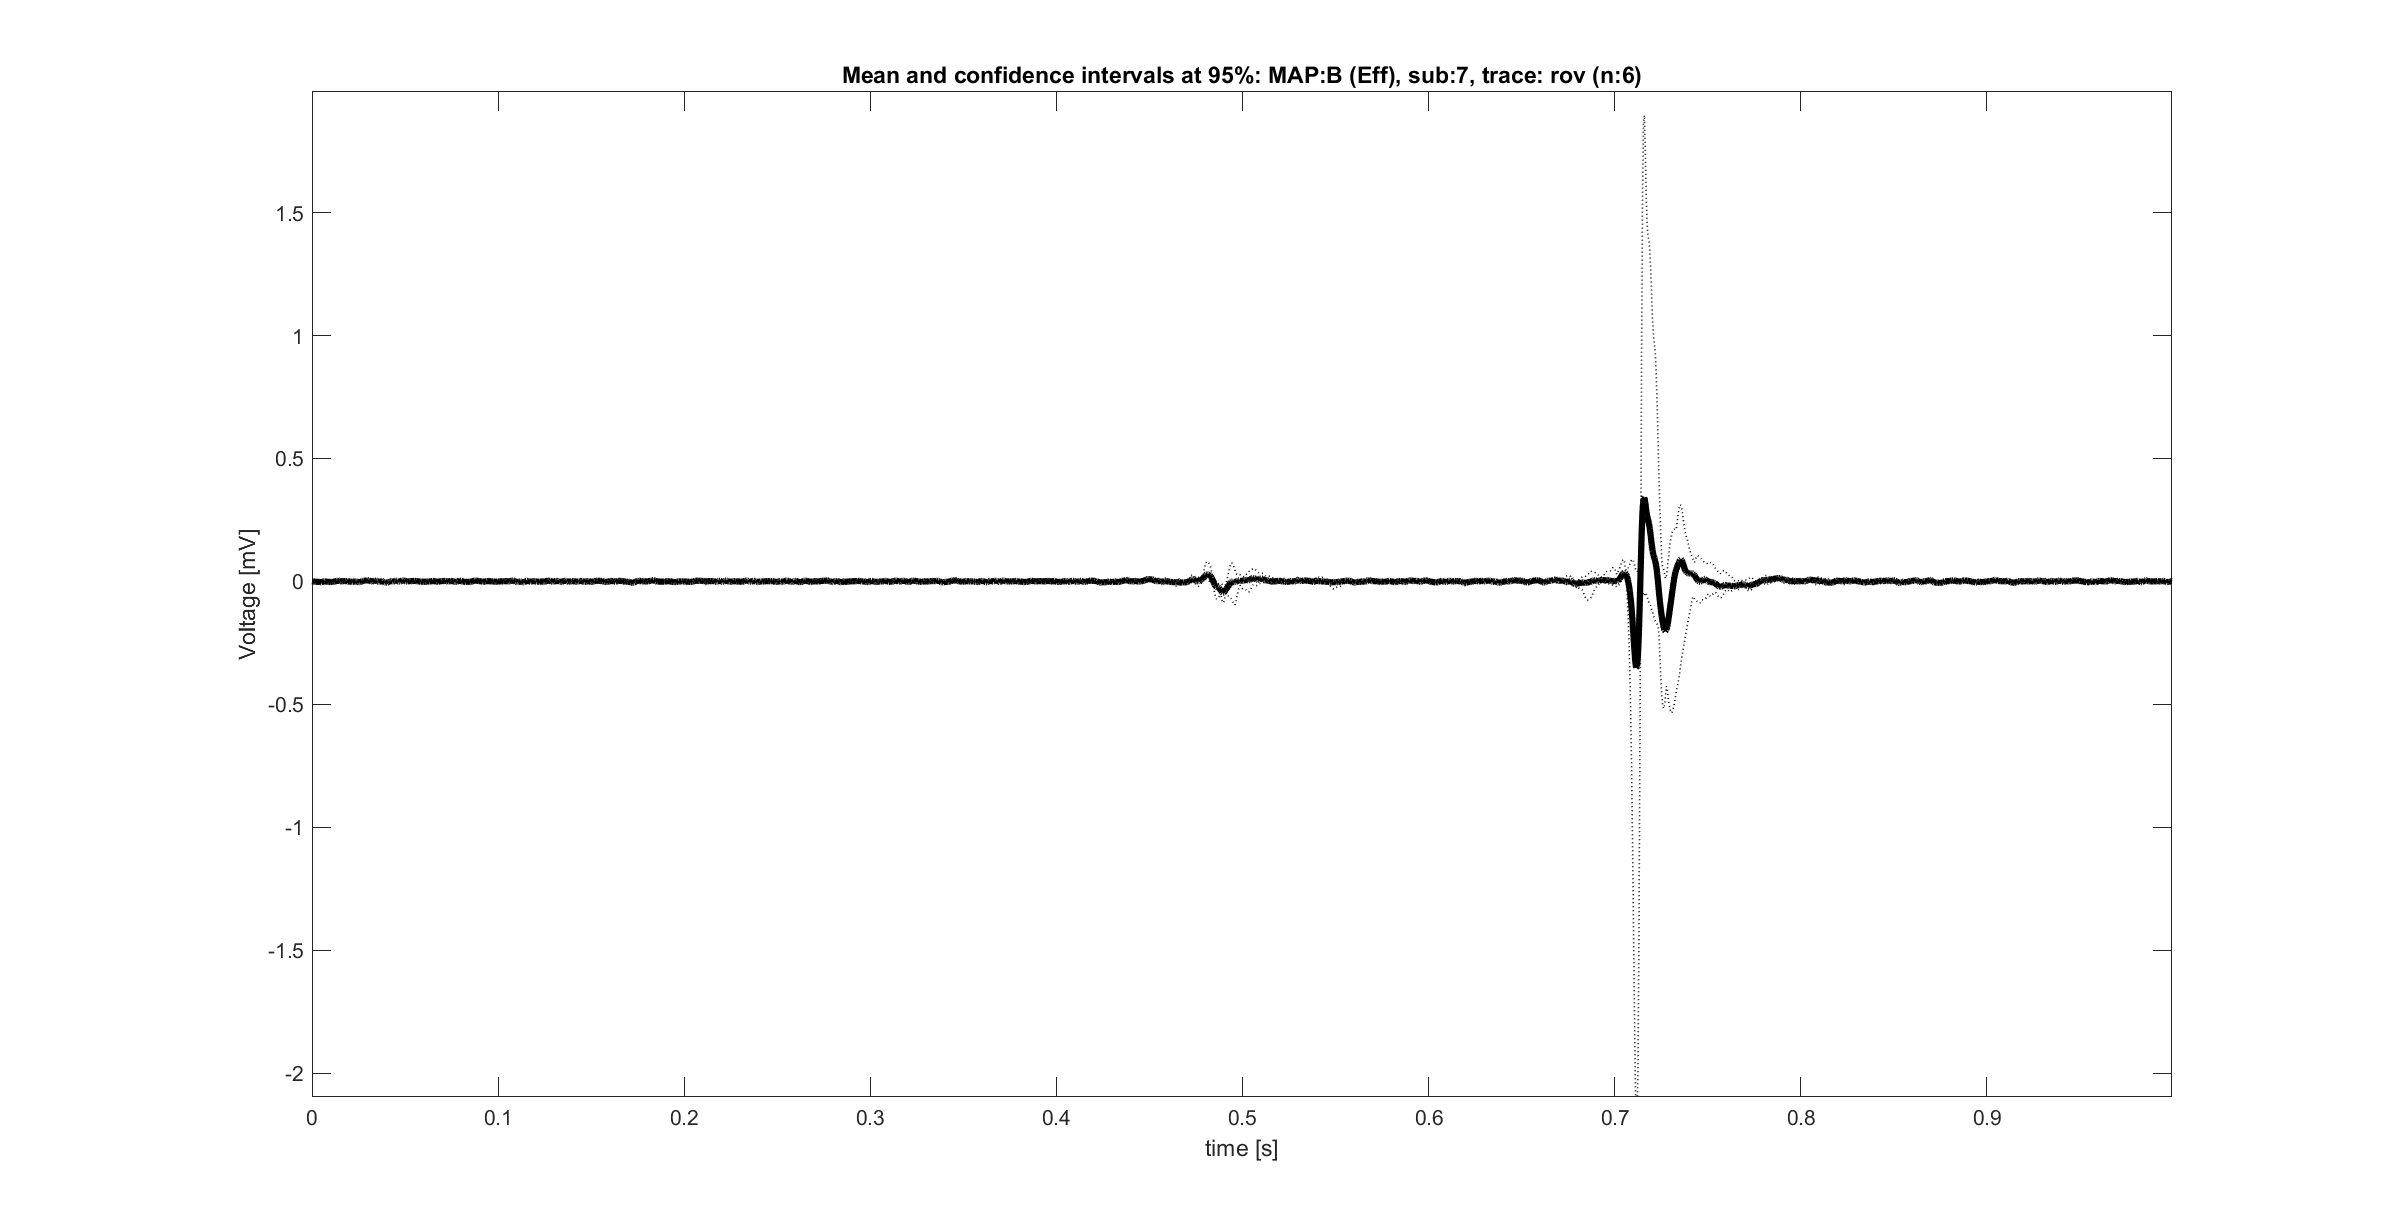 Mean and confidence intervals at 95%: MAP:B (Eff), sub:7, trace: rov (n:6)
1.5
1
0.5
0
-0.5
-1
-1.5
-2
Voltage [mV]
0 0.1 0.2 0.3 0.4 0.5 0.6 0.7 0.8 0.9
time [s]